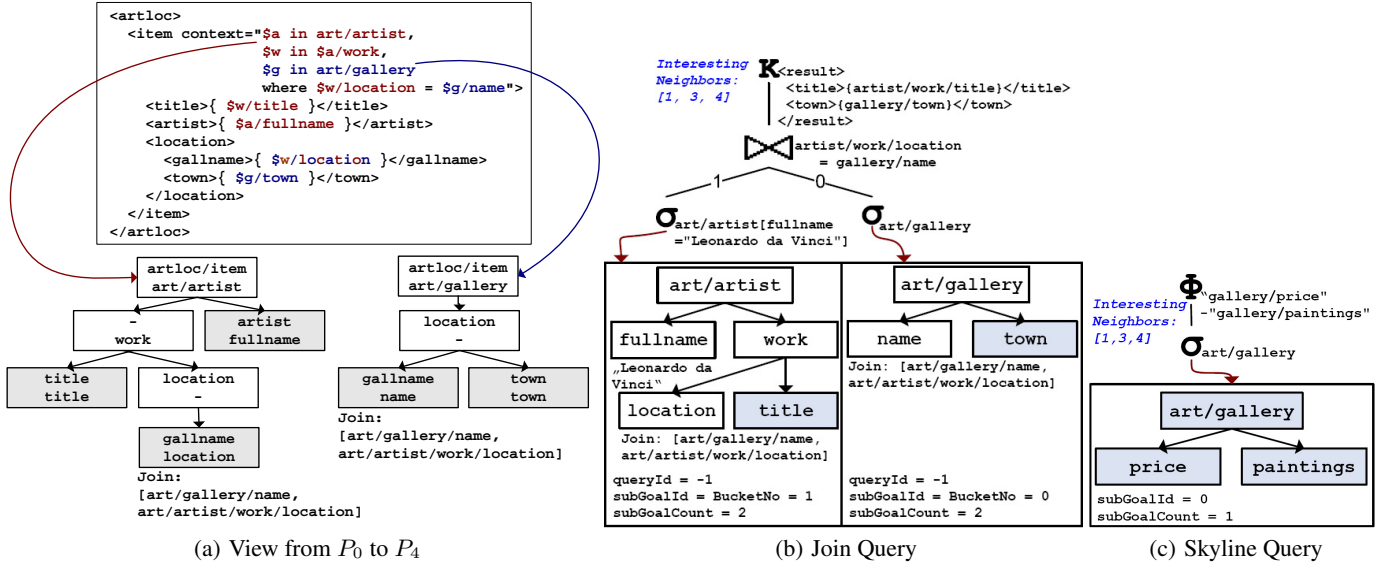 <artloc>
<item context="$a in art/artist,
$w in $a/work,
$g in art/gallery
where $w/location = $g/name">
<title>{ $w/title }</title>
<artist>{ $a/fullname }</artist>
<location>
<gallname>{ $w/location }</gallname>
<town>{ $g/town }</town>
</location>
</item>
</artloc>
artloc/item
art/artist
-
work
artist
fullname
title
title
location
-
gallname
location
Join:
[art/gallery/name,
art/artist/work/location]
artloc/item
art/gallery
location
-
gallname
name
town
town
Join:
[art/gallery/name,
art/artist/work/location]
(a) View from P0 to P4
Interesting
Neighbors:
[1, 3, 4]
K
<result>
<title>{artist/work/title}</title>
<town>{gallery/town}</town>
</result>
⋈ artist/work/location
= gallery/name
1
0
σ art/artist[fullname
="Leonardo da Vinci"]
σ art/gallery
art/artist
fullname
work
„Leonardo da
Vinci“
location
title
Join: [art/gallery/name,
art/artist/work/location]
queryId = -1
subGoalId = BucketNo = 1
subGoalCount = 2
art/gallery
name
town
Join: [art/gallery/name,
art/artist/work/location]
queryId = -1
subGoalId = BucketNo = 0
subGoalCount = 2
(b) Join Query
Interesting
Neighbors:
[1,3,4]
Φ "gallery/price"
-"gallery/paintings"
σ art/gallery
art/gallery
price
paintings
subGoalId = 0
subGoalCount = 1
(c) Skyline Query